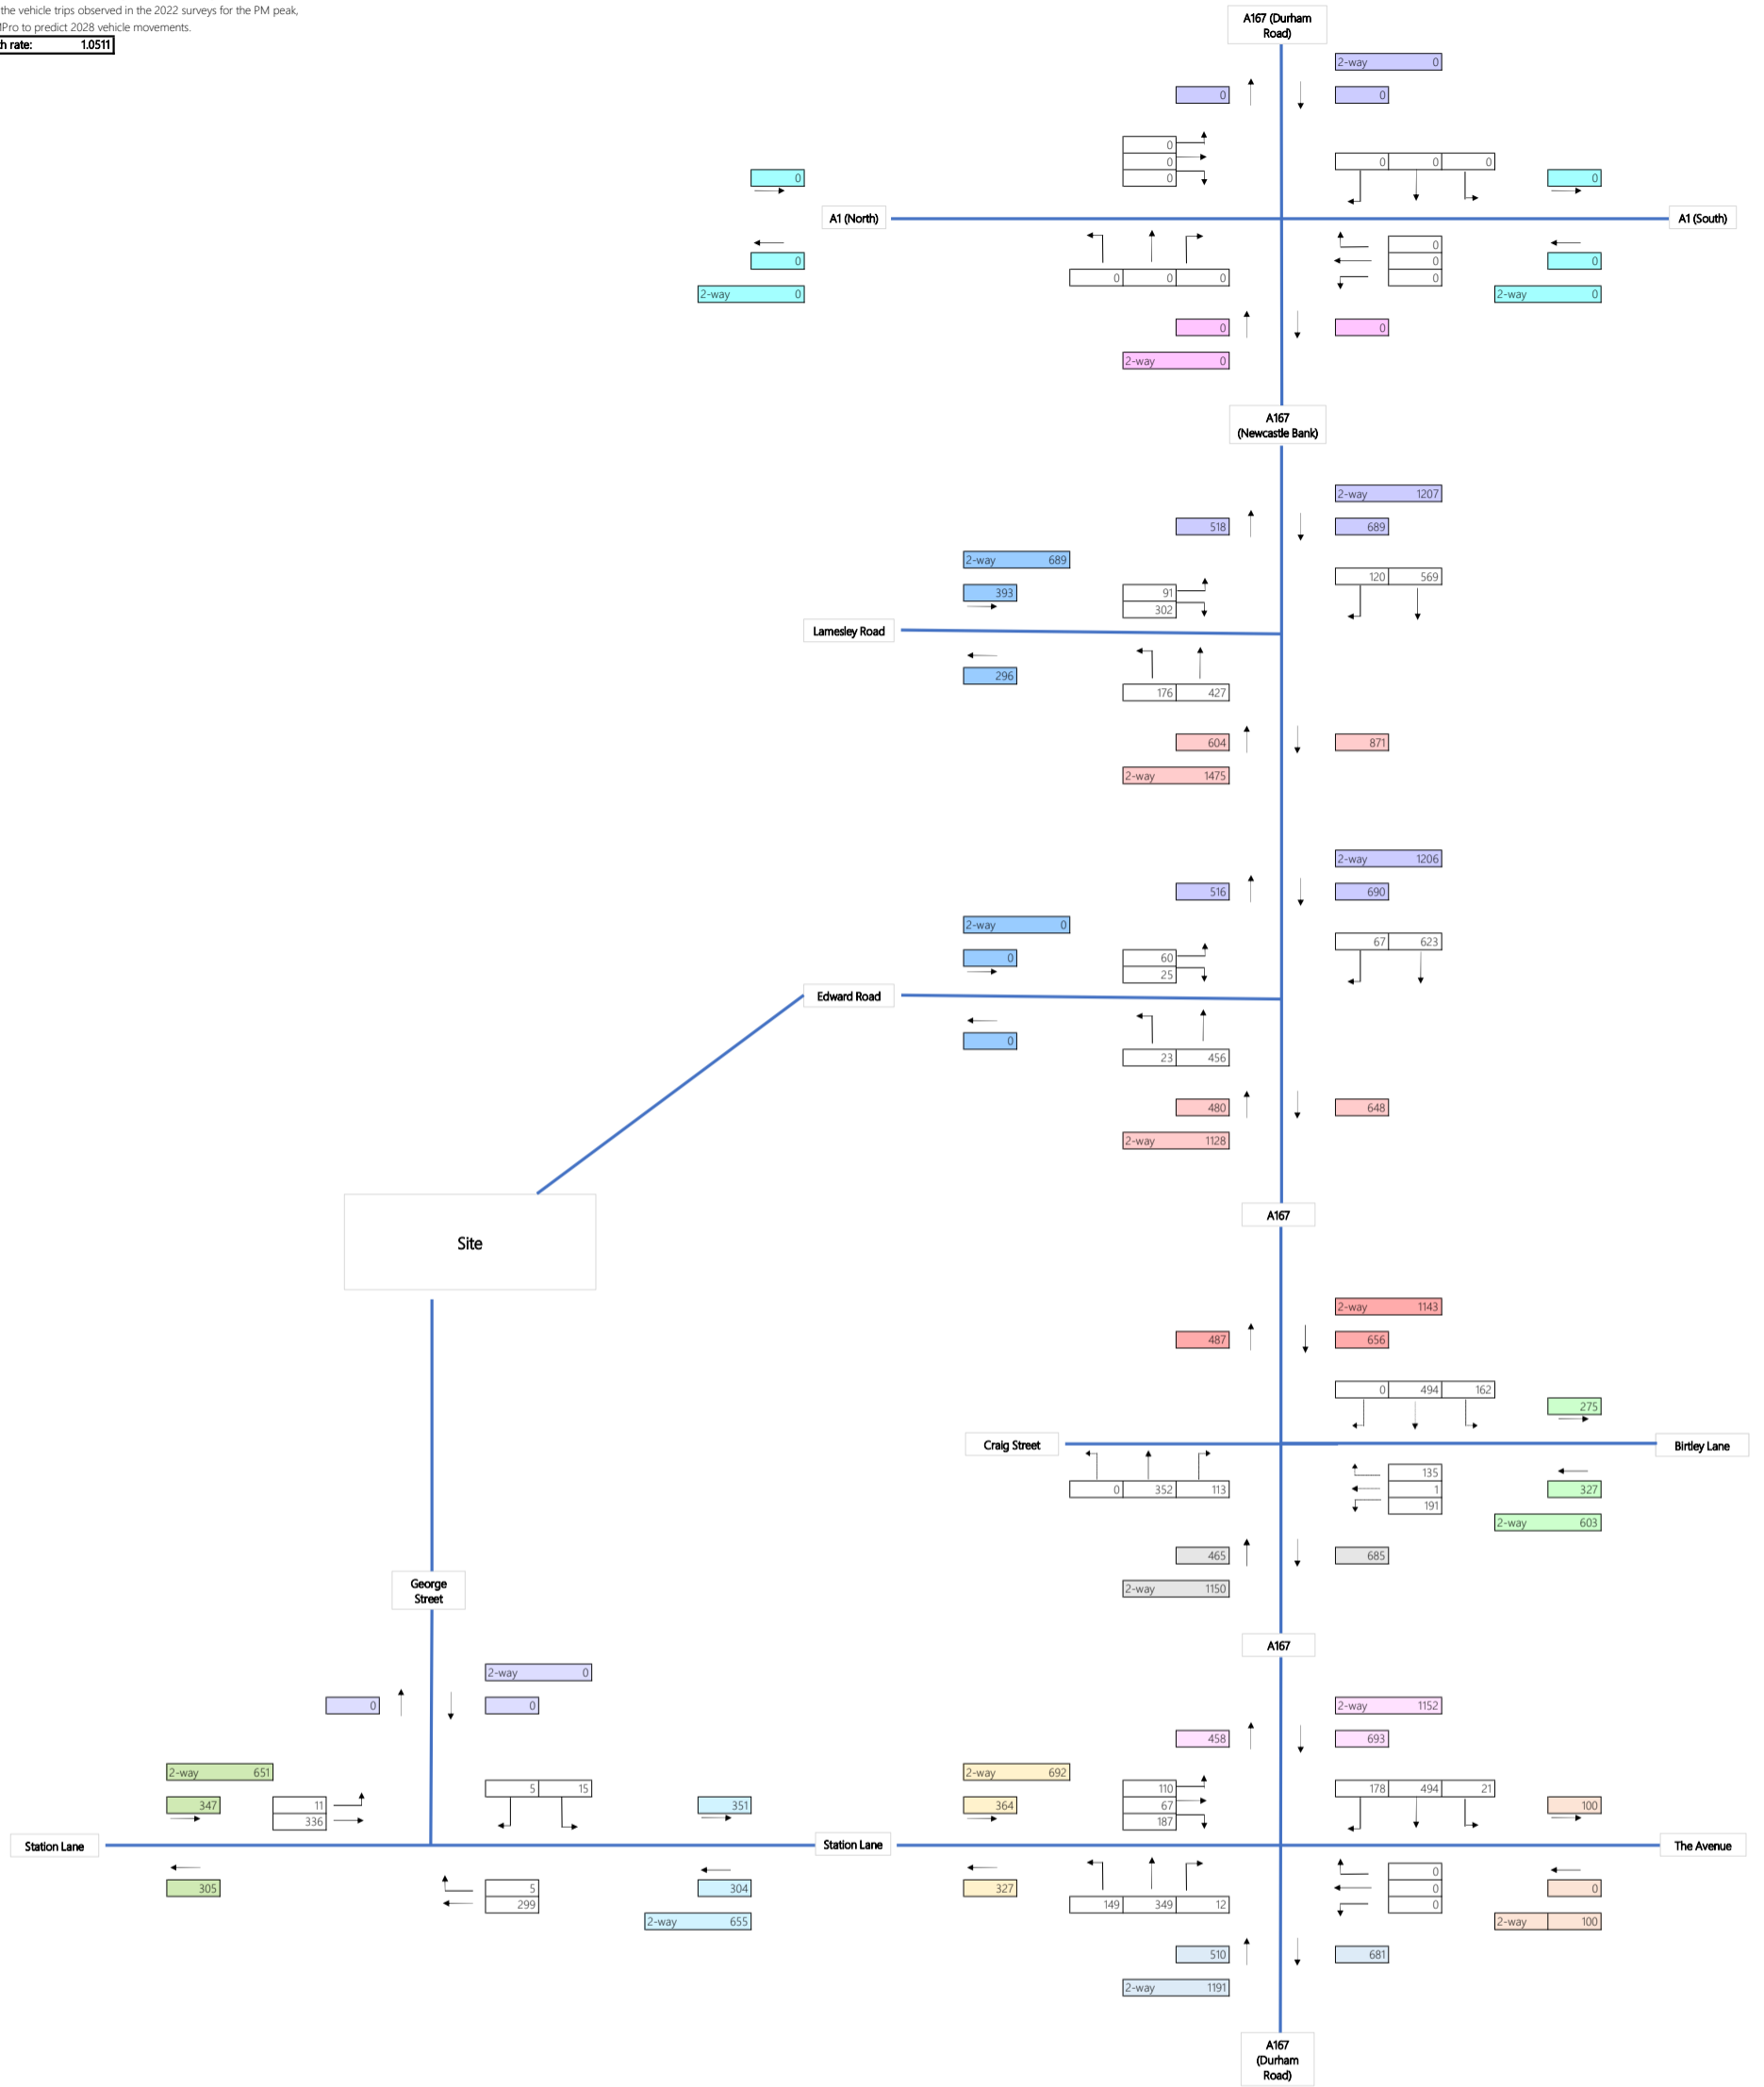 the vehicle trips observed in the 2022 surveys for the PM peak,
Pro to predict 2028 vehicle movements.
rate: 1.0511
A167 (Durham
Road)
2-way 0
0 0
0
0
0
0 0 0
0 0
A1 (North) A1 (South)
0
0
0
0 0
0 0 0
2-way 0 2-way 0
0 0
2-way 0
A167
(Newcastle Bank)
2-way 1207
518 689
2-way 689
393
91
302
120 569
Lamesley Road
296
176 427
604 871
2-way 1475
2-way 1206
516 690
2-way 0
0
60
25
67 623
Edward Road
0
23 456
480 648
2-way 1128
Site
A167
2-way 1143
487 656
0 494 162
275
Craig Street Birtley Lane
0 352 113
135
1
191
327
2-way 603
465 685
2-way 1150
George
Street
A167
2-way 0
0 0
2-way 1152
458 693
2-way 651
347
11
336
5 15
351
2-way 692
364
110
67
187
178 494 21
100
Station Lane Station Lane The Avenue
305
5
299
304
2-way 655
327
149 349 12
0
0
0
0
2-way 100
510 681
2-way 1191
A167
(Durham
Road)